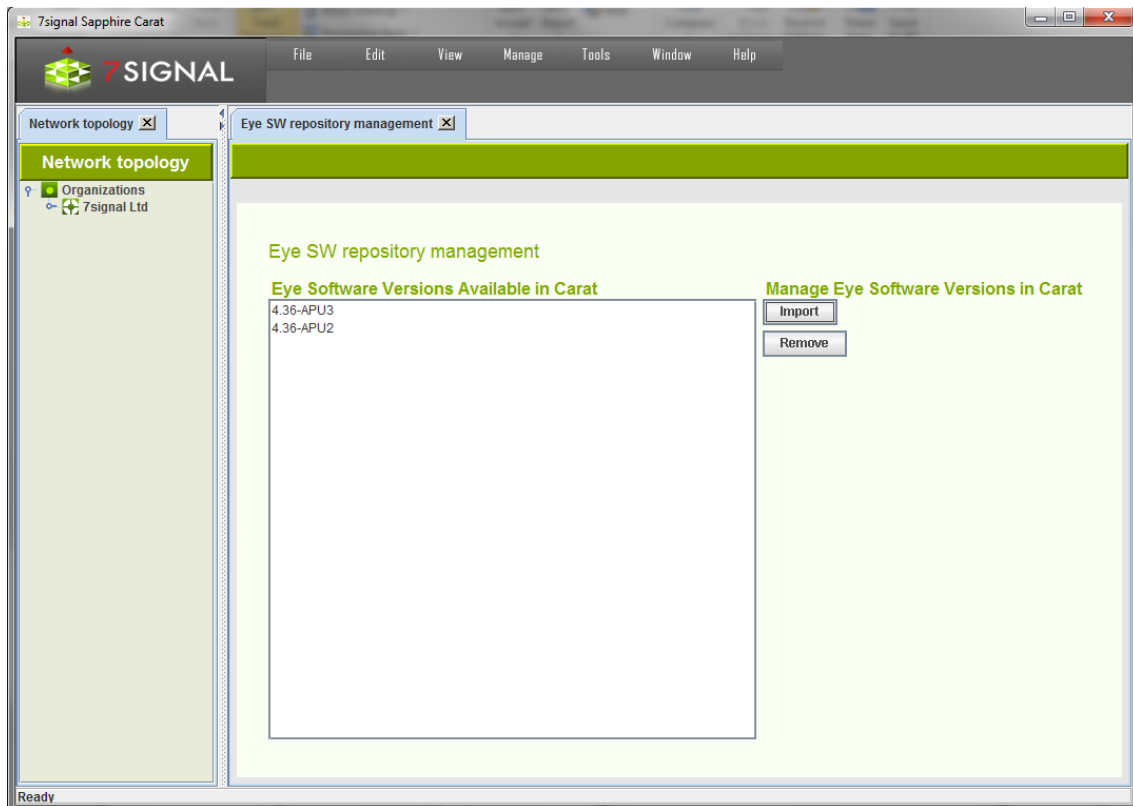 7signal Sapphire Carat
7SIGNAL
File Edit View Manage Tools Window Help
Network topology
Eye SW repository management
Network topology
Organizations
7signal Ltd
Eye SW repository management
Eye Software Versions Available in Carat
4.36-APU3
4.36-APU2
Manage Eye Software Versions in Carat
Import
Remove
Ready